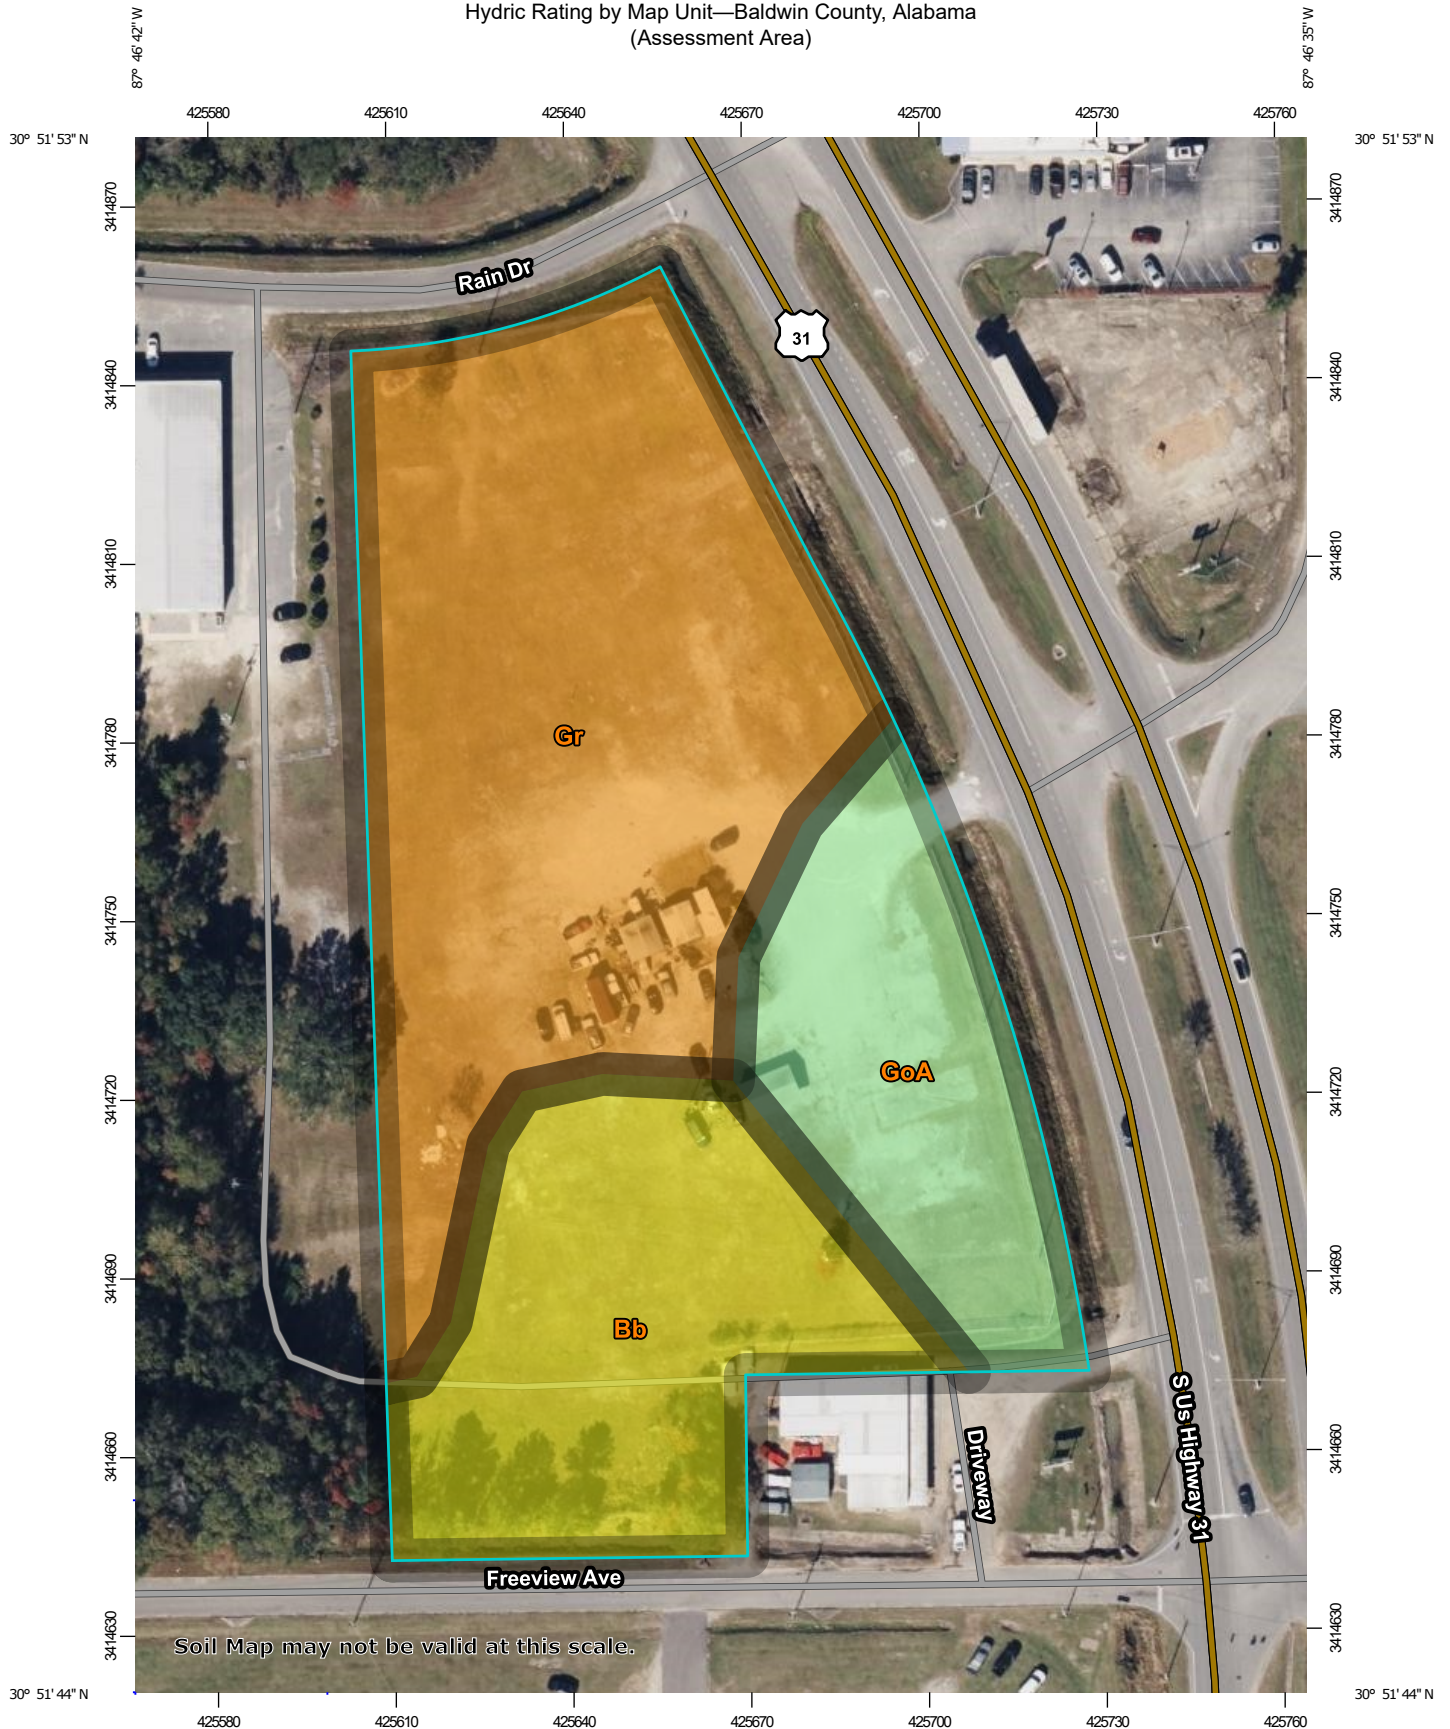 Hydric Rating by Map Unit—Baldwin County, Alabama
(Assessment Area)
87° 46' 42" W
87° 46' 35" W
425580 425610 425640 425670 425700 425730 425760
30° 51' 53" N
30° 51' 53" N
3414870
3414870
Rain Dr
31
3414840
3414840
3414810
3414810
Gr
3414780
3414780
3414750
3414750
GoA
3414720
3414720
3414690
3414690
Bb
S Us Highway 31
Driveway
3414660
3414660
Freeview Ave
3414630
3414630
Soil Map may not be valid at this scale.
30° 51' 44" N
30° 51' 44" N
425580 425610 425640 425670 425700 425730 425760